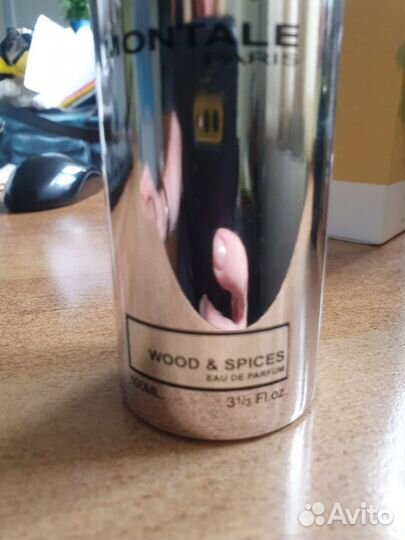 MONTALE
PARIS
WOOD & SPICES
EAU DE PARFUM
100ML. 3⅓ Fl.oz.
Avito